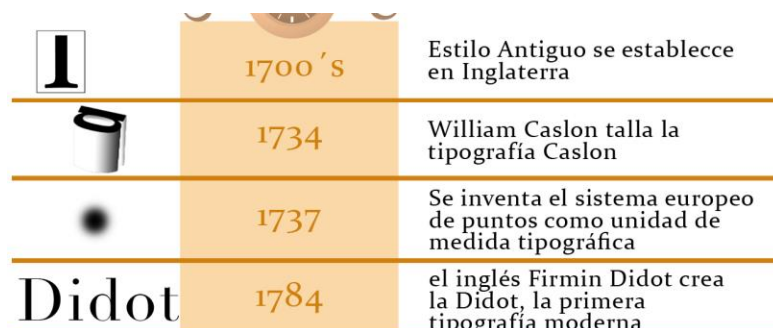 1700´s
Estilo Antiguo se establecce
en Inglaterra
1734
William Caslon talla la
tipografía Caslon
1737
Se inventa el sistema europeo
de puntos como unidad de
medida tipográfica
Didot
1784
el inglés Firmin Didot crea
la Didot, la primera
tipografía moderna